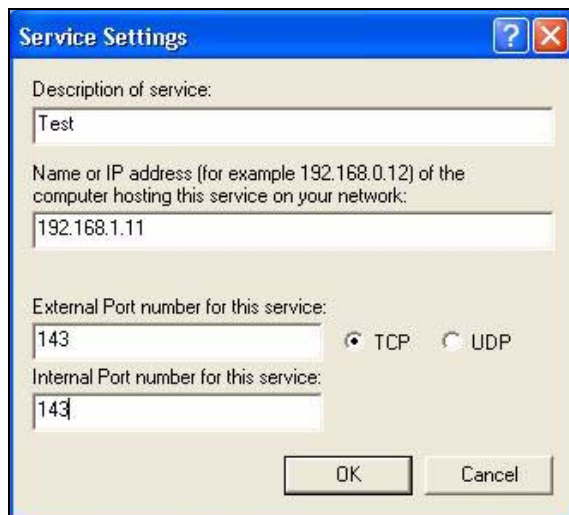 Service Settings
Description of service:
Test
Name or IP address (for example 192.168.0.12) of the
computer hosting this service on your network:
192.168.1.11
External Port number for this service:
143
TCP
UDP
Internal Port number for this service:
143
OK
Cancel